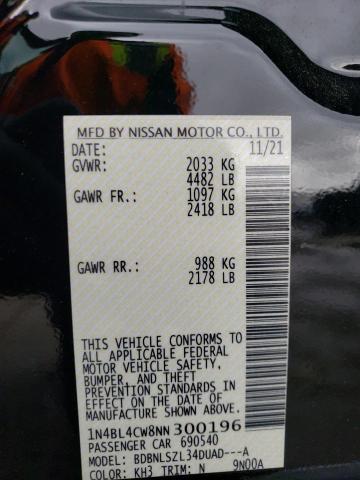 MFD BY NISSAN MOTOR CO., LTD.
DATE: 11/21
GVWR: 2033 KG
4482 LB
GAWR FR.: 1097 KG
2418 LB
GAWR RR.: 988 KG
2178 LB
THIS VEHICLE CONFORMS TO
ALL APPLICABLE FEDERAL
MOTOR VEHICLE SAFETY,
BUMPER, AND THEFT
PREVENTION STANDARDS IN
EFFECT ON THE DATE OF
MANUFACTURE SHOWN ABOVE.
1N4BL4CW8NN300196
PASSENGER CAR 690540
MODEL: BDBNLSZL34DUAD---A
COLOR: KH3 TRIM: N 9N00A